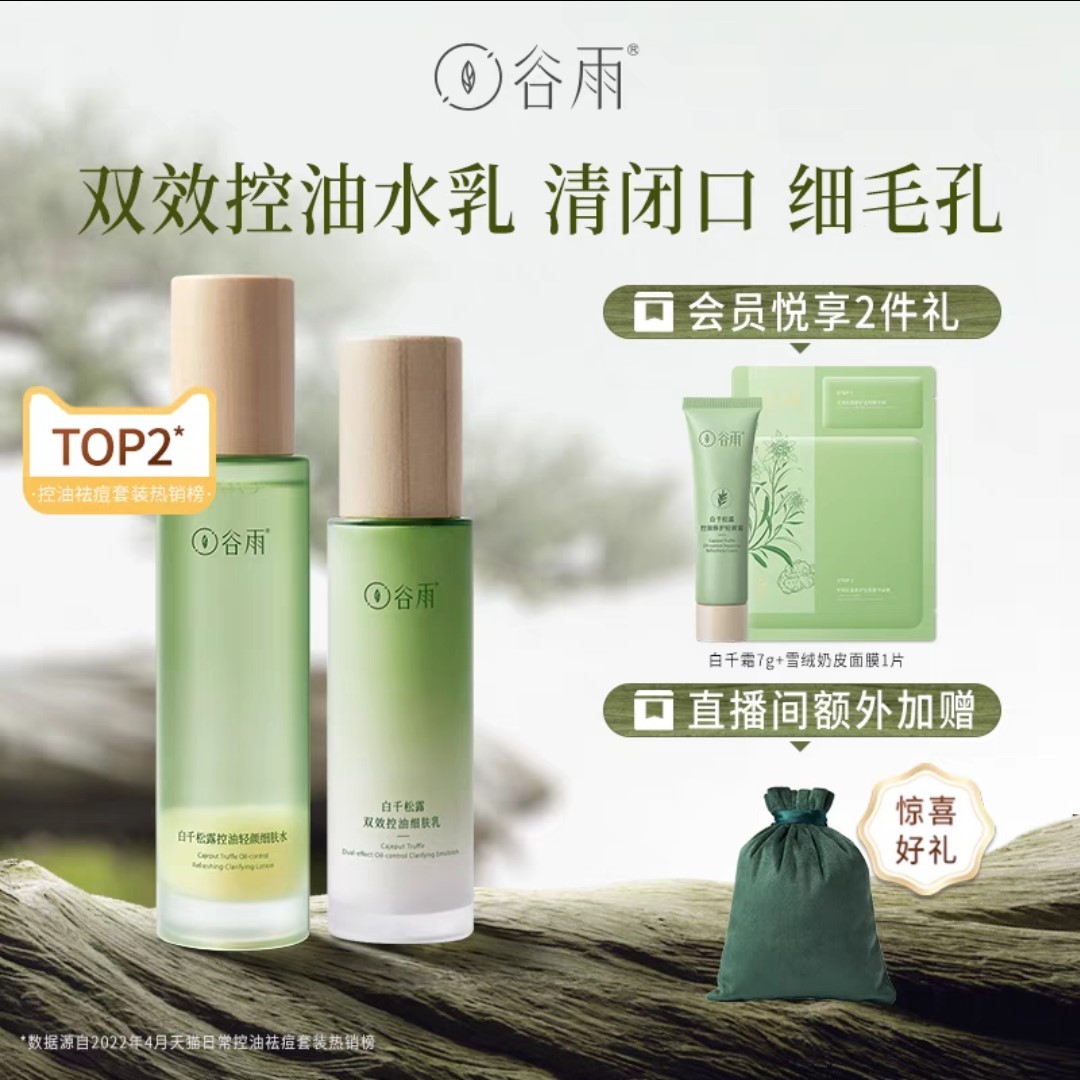 谷雨®
双效控油水乳 清闭口 细毛孔
会员悦享2件礼
TOP2*
·控油祛痘套装热销榜·
谷雨
白千松露
谷雨®
白千松露控油轻颜细肤水
Cajeput Truffle Oil-control
Refreshing Clarifying Lotion
谷雨
白千松露
双效控油细肤乳
Cajeput Truffle
Dual-effect Oil-control Clarifying Emulsion
白千霜7g+雪绒奶皮面膜1片
直播间额外加赠
惊喜
好礼
*数据源自2022年4月天猫日常控油祛痘套装热销榜